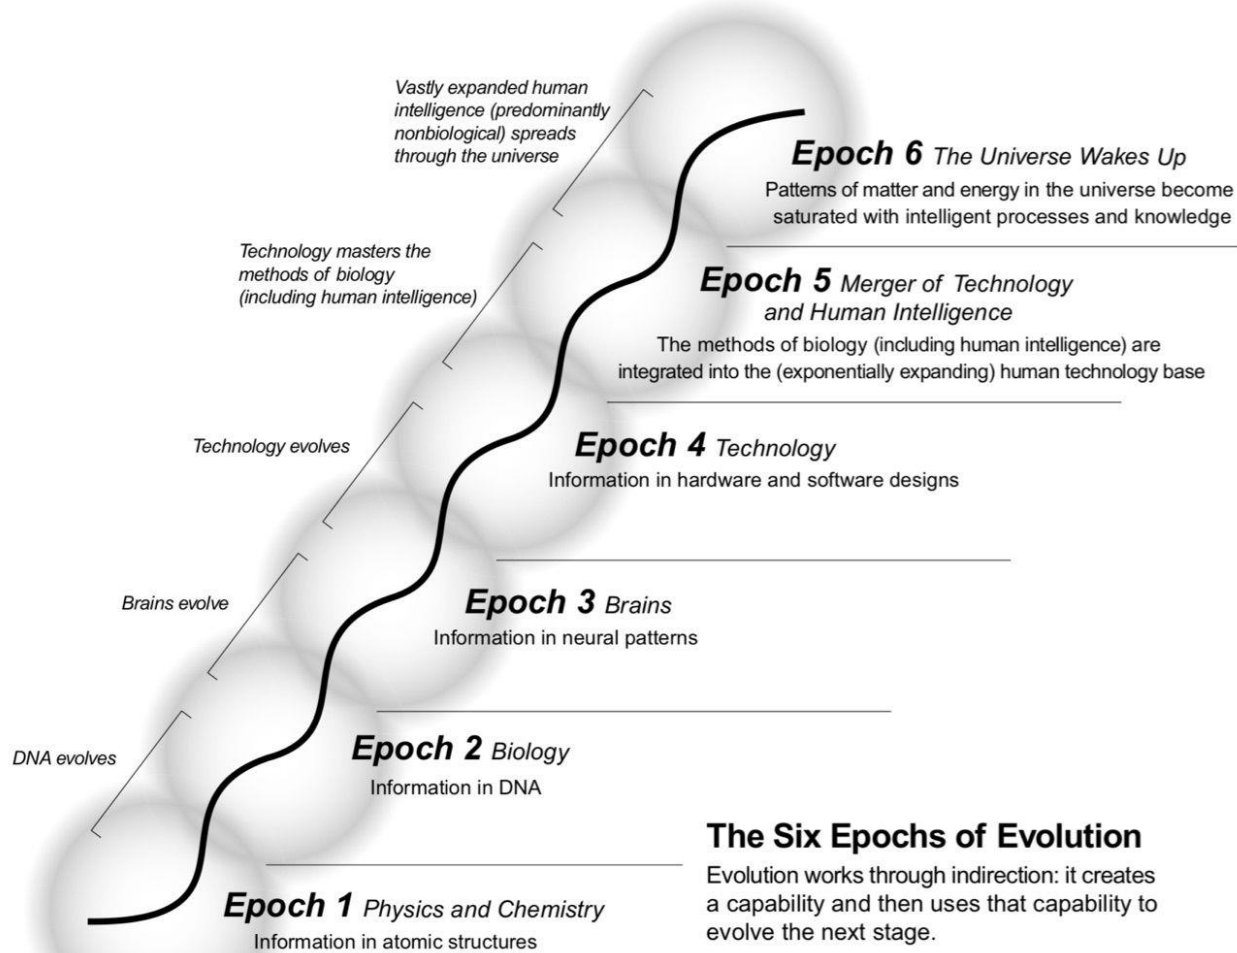 Vastly expanded human
intelligence (predominantly
nonbiological) spreads
through the universe
Epoch 6 The Universe Wakes Up
Patterns of matter and energy in the universe become
saturated with intelligent processes and knowledge
Technology masters the
methods of biology
(including human intelligence)
Epoch 5 Merger of Technology
and Human Intelligence
The methods of biology (including human intelligence) are
integrated into the (exponentially expanding) human technology base
Technology evolves
Epoch 4 Technology
Information in hardware and software designs
Brains evolve
Epoch 3 Brains
Information in neural patterns
DNA evolves
Epoch 2 Biology
Information in DNA
Epoch 1 Physics and Chemistry
Information in atomic structures
The Six Epochs of Evolution
Evolution works through indirection: it creates
a capability and then uses that capability to
evolve the next stage.